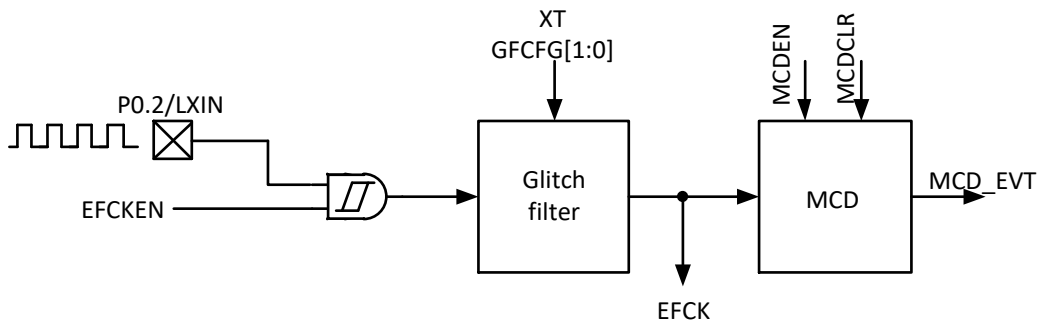 XT
GFCFG[1:0]
MCDEN
MCDCLR
P0.2/LXIN
Glitch
filter
MCD
MCD_EVT
EFCKEN
EFCK